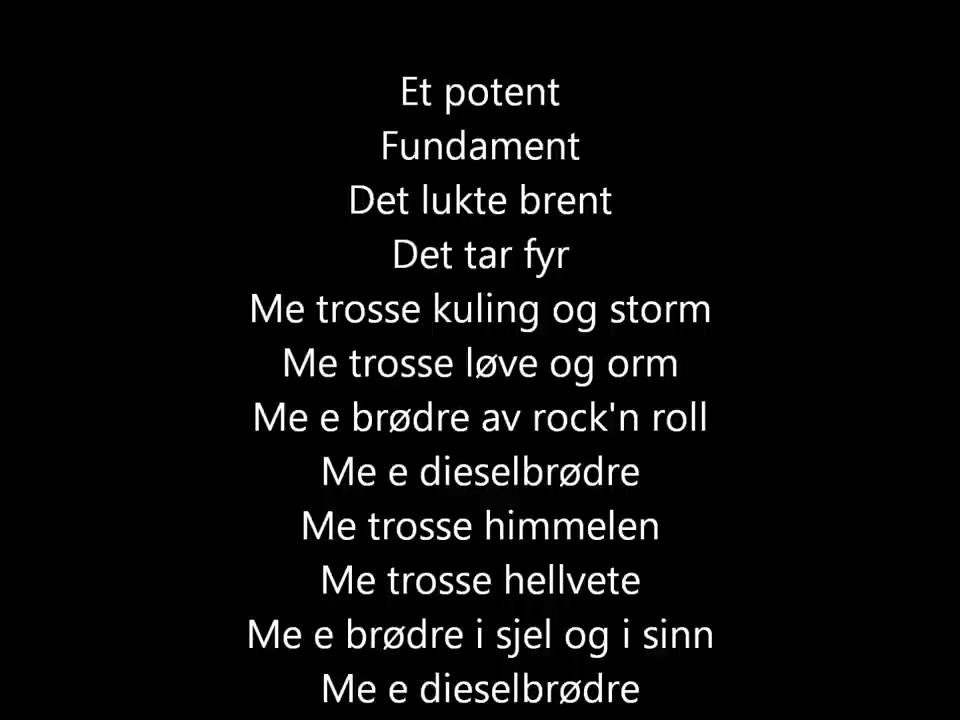 Et potent
Fundament
Det lukte brent
Det tar fyr
Me trosse kuling og storm
Me trosse løve og orm
Me e brødre av rock'n roll
Me e dieselbrødre
Me trosse himmelen
Me trosse hellvete
Me e brødre i sjel og i sinn
Me e dieselbrødre